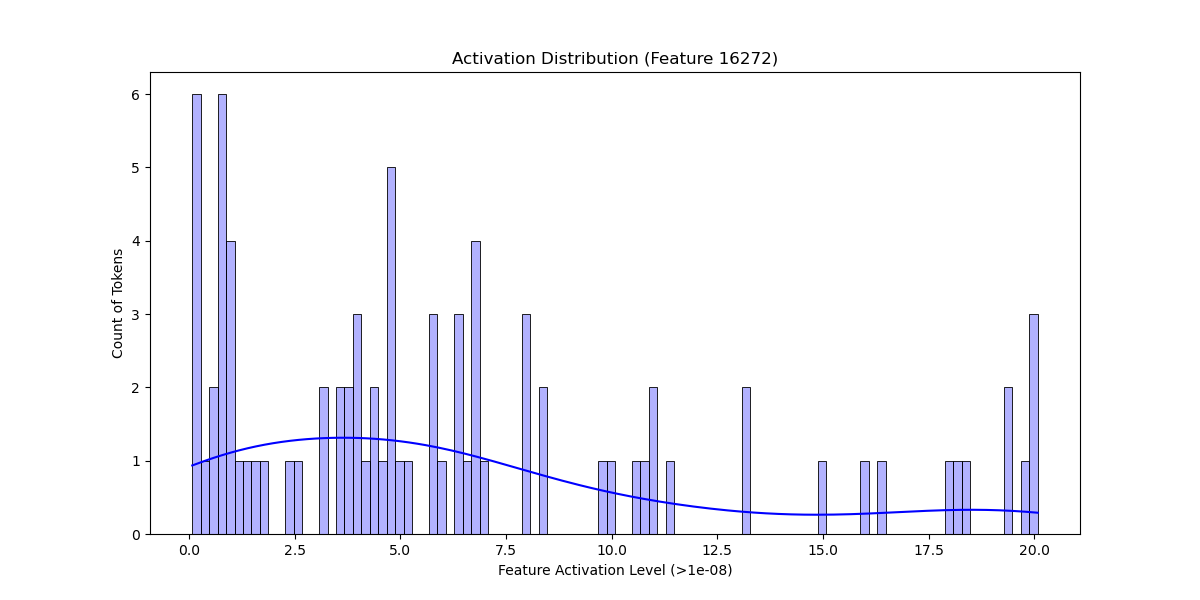 Activation Distribution (Feature 16272)
6
5
4
3
2
1
0
Count of Tokens
0.0 2.5 5.0 7.5 10.0 12.5 15.0 17.5 20.0
Feature Activation Level (>1e-08)